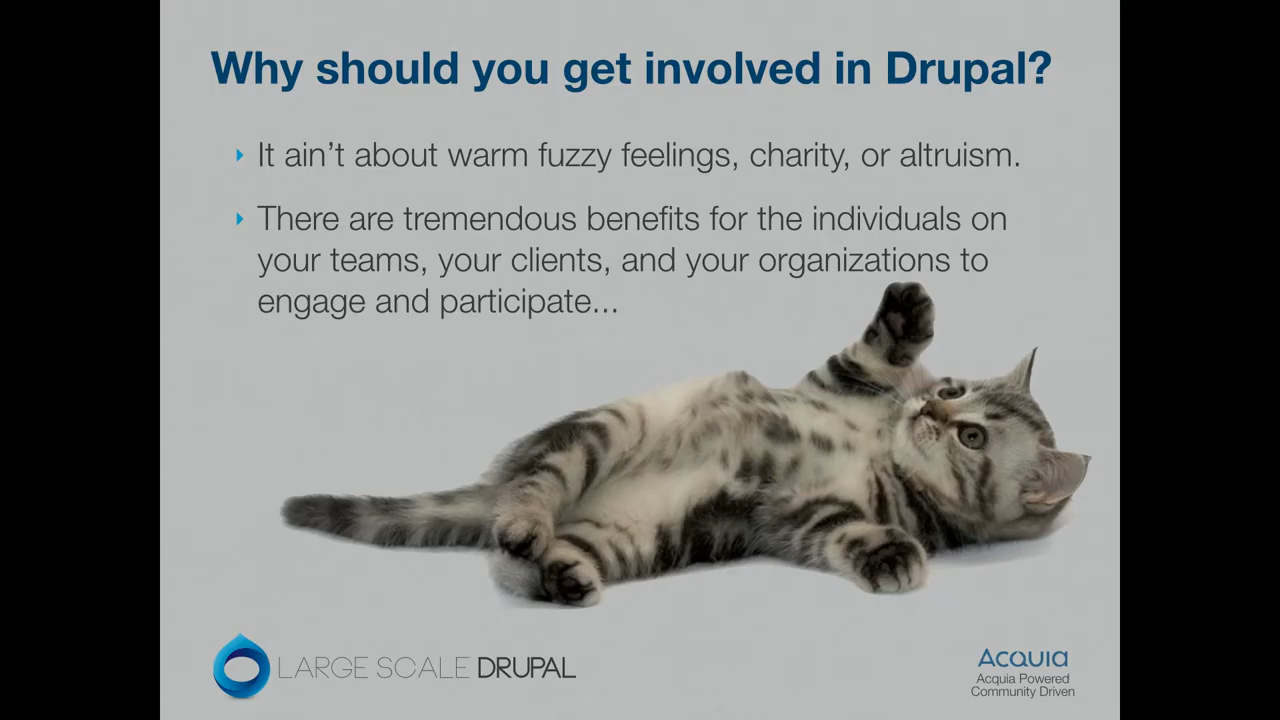 Why should you get involved in Drupal?
It ain't about warm fuzzy feelings, charity, or altruism.
There are tremendous benefits for the individuals on
your teams, your clients, and your organizations to
engage and participate...
LARGE SCALE DRUPAL
Acquia
Acquia Powered
Community Driven